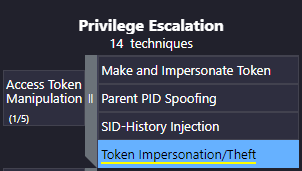 Privilege Escalation
14 techniques
Access Token
Manipulation
(1/5)
Make and Impersonate Token
Parent PID Spoofing
SID-History Injection
Token Impersonation/Theft